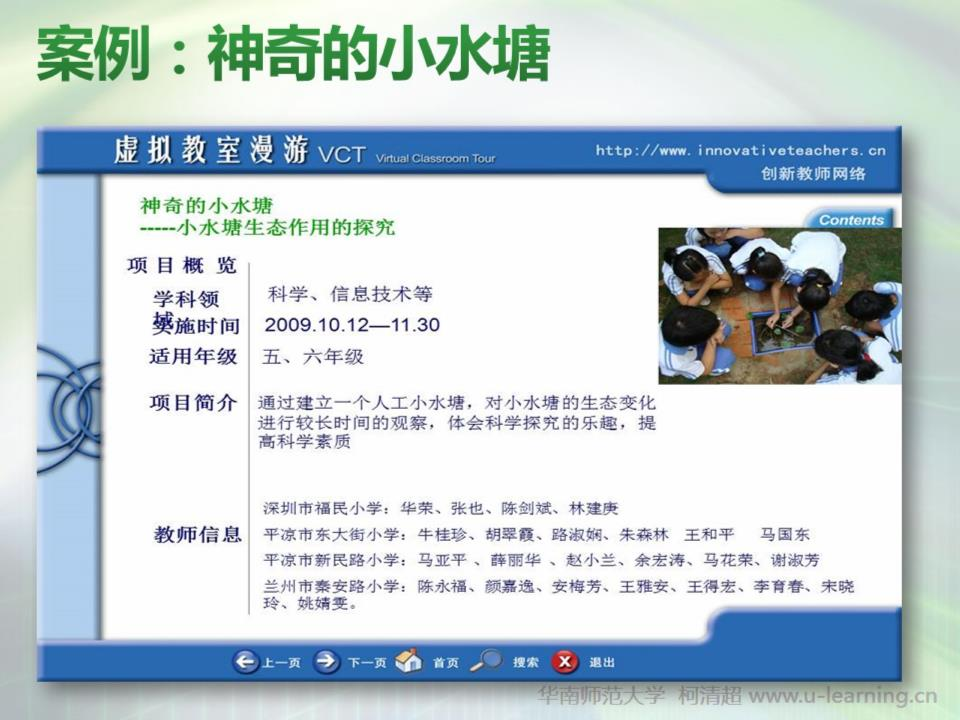 案例：神奇的小水塘
虚拟教室漫游 VCT Virtual Classroom Tour
http://www.innovativeteachers.cn
创新教师网络
Contents
神奇的小水塘
-----小水塘生态作用的探究
项目概览
学科领域
科学、信息技术等
实施时间
2009.10.12—11.30
适用年级
五、六年级
项目简介
通过建立一个人工小水塘，对小水塘的生态变化
进行较长时间的观察，体会科学探究的乐趣，提
高科学素质
教师信息
深圳市福民小学：华荣、张也、陈剑斌、林建庚
平凉市东大街小学：牛桂珍、胡翠霞、路淑娴、朱森林 王和平 马国东
平凉市新民路小学：马亚平 、薛丽华 、赵小兰、余宏涛、马花荣、谢淑芳
兰州市秦安路小学：陈永福、颜嘉逸、安梅芳、王雅安、王得宏、李育春、宋晓
玲、姚婧雯。
上一页 下一页 首页 搜索 退出
华南师范大学 柯清超 www.u-learning.cn